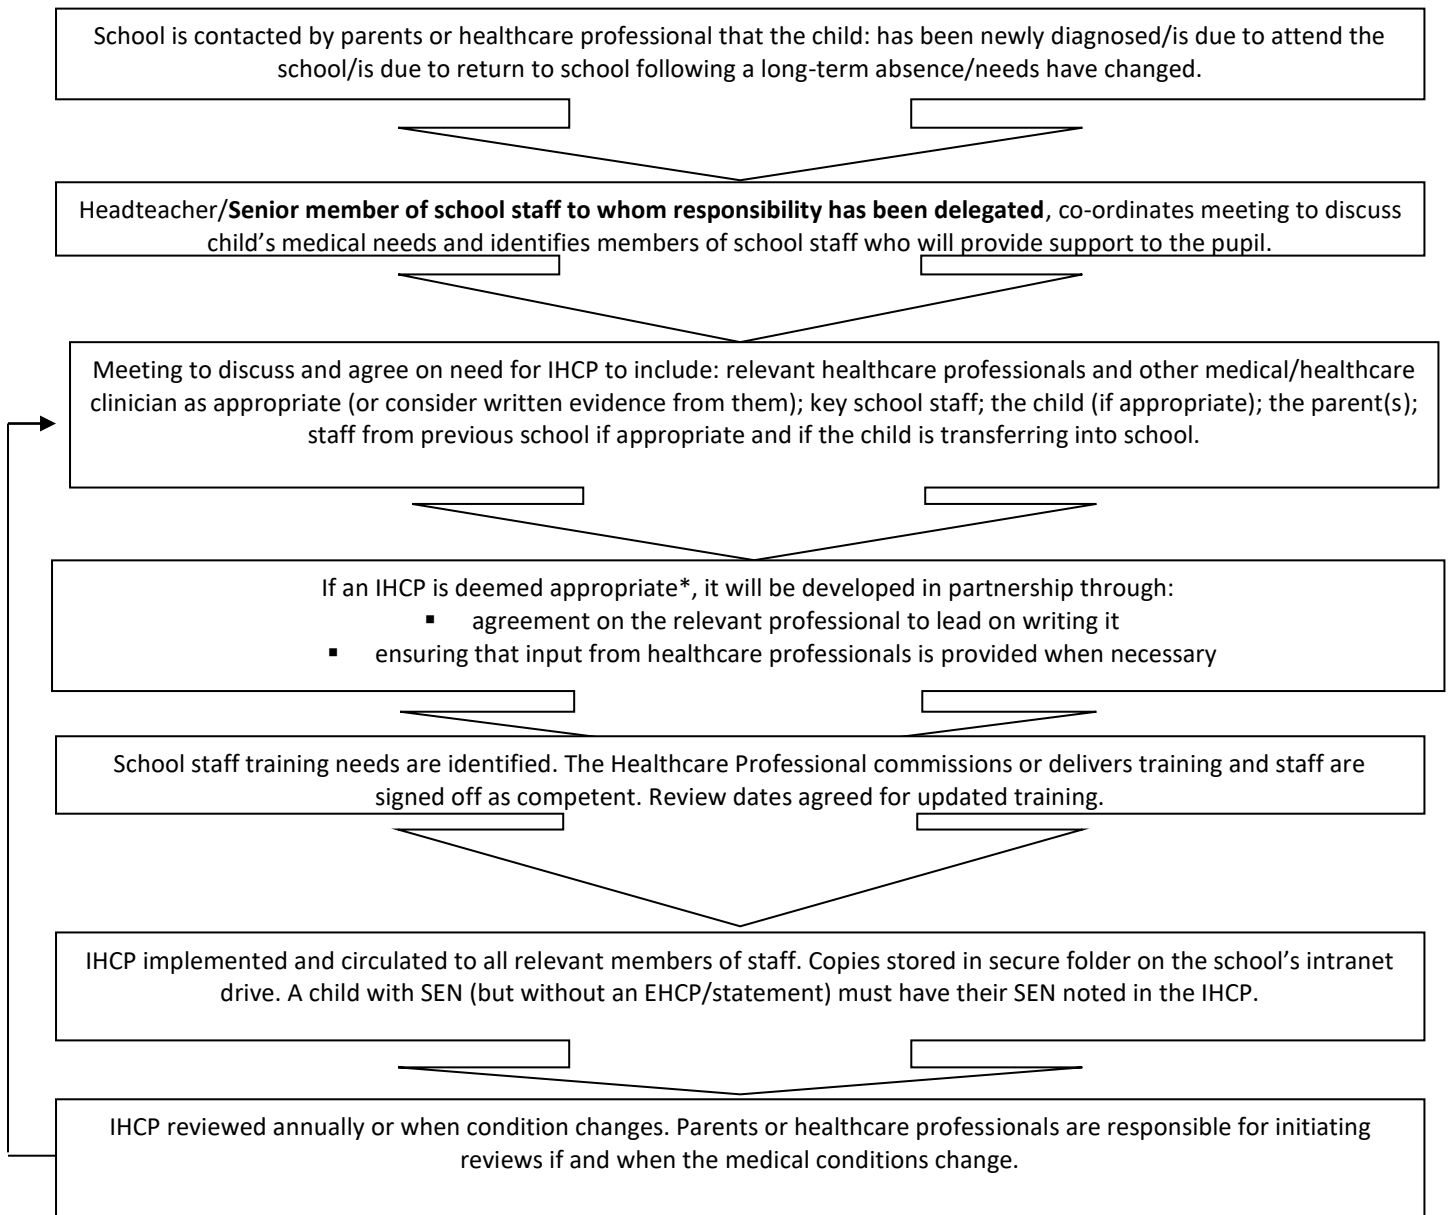 School is contacted by parents or healthcare professional that the child: has been newly diagnosed/is due to attend the
school/is due to return to school following a long-term absence/needs have changed.
Headteacher/Senior member of school staff to whom responsibility has been delegated, co-ordinates meeting to discuss
child's medical needs and identifies members of school staff who will provide support to the pupil.
Meeting to discuss and agree on need for IHCP to include: relevant healthcare professionals and other medical/healthcare
clinician as appropriate (or consider written evidence from them); key school staff; the child (if appropriate); the parent(s);
staff from previous school if appropriate and if the child is transferring into school.
If an IHCP is deemed appropriate*, it will be developed in partnership through:
▪ agreement on the relevant professional to lead on writing it
▪ ensuring that input from healthcare professionals is provided when necessary
School staff training needs are identified. The Healthcare Professional commissions or delivers training and staff are
signed off as competent. Review dates agreed for updated training.
IHCP implemented and circulated to all relevant members of staff. Copies stored in secure folder on the school's intranet
drive. A child with SEN (but without an EHCP/statement) must have their SEN noted in the IHCP.
IHCP reviewed annually or when condition changes. Parents or healthcare professionals are responsible for initiating
reviews if and when the medical conditions change.